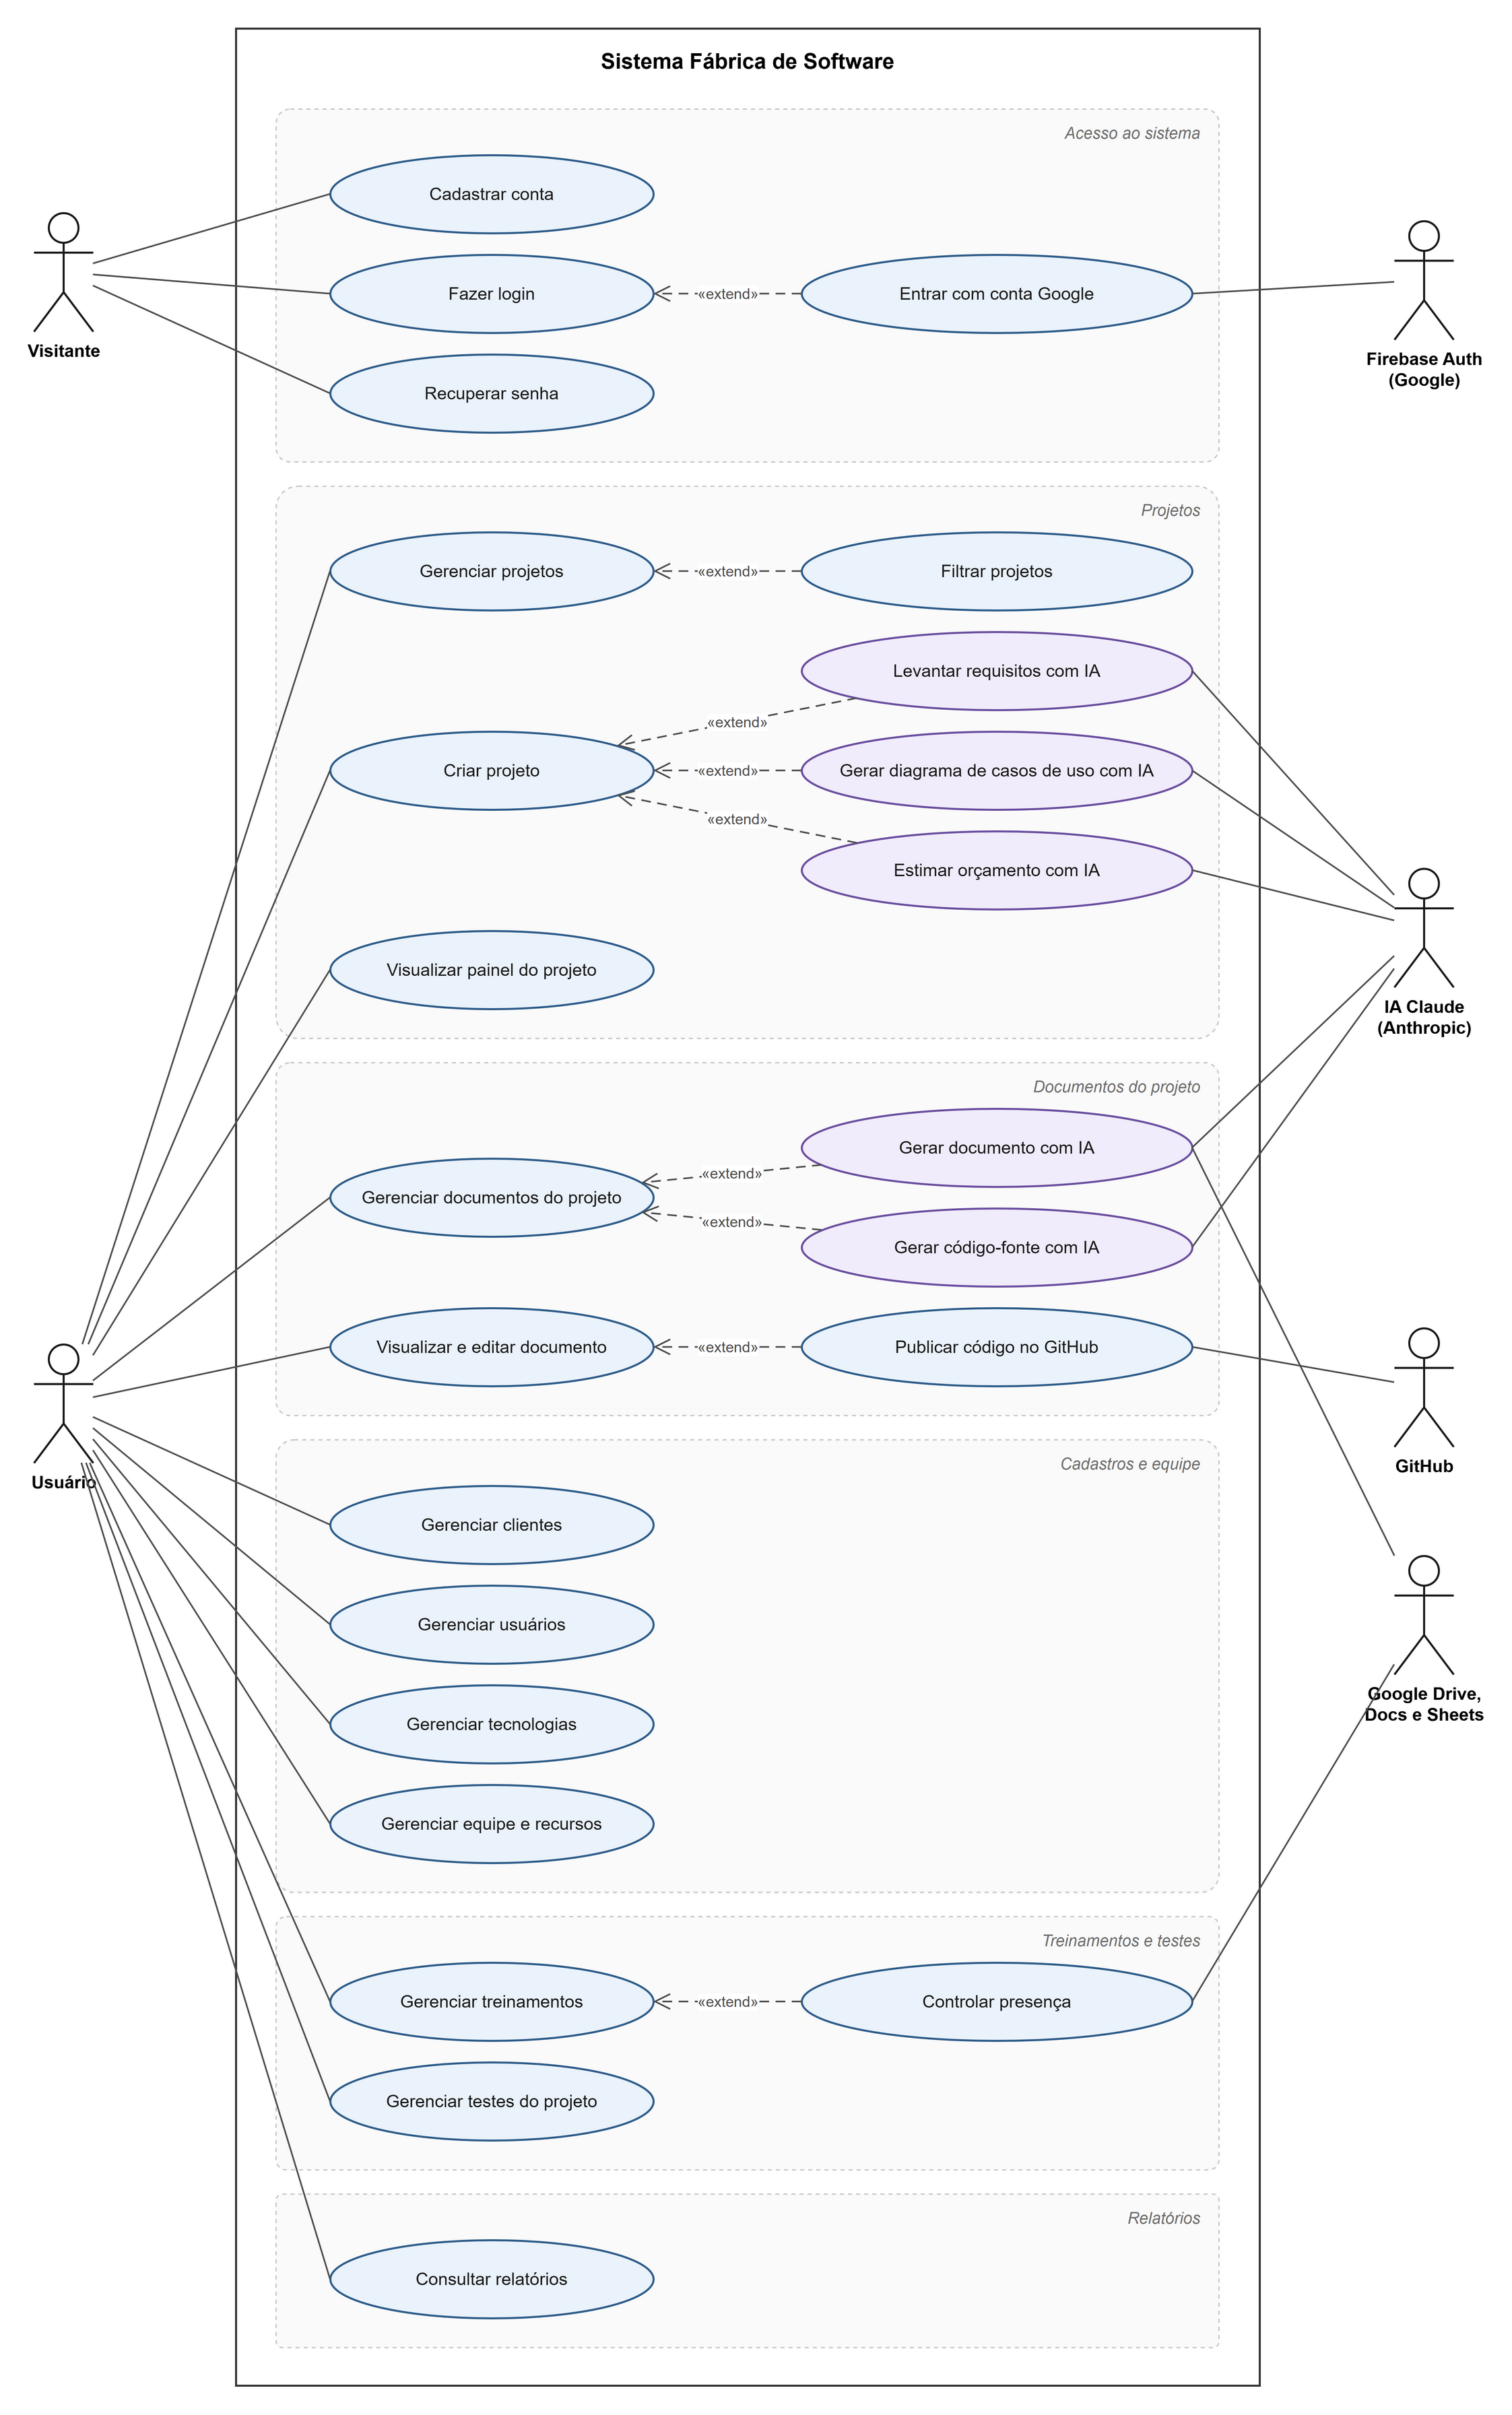 Sistema Fábrica de Software
Acesso ao sistema
Cadastrar conta
Visitante
Fazer login
«extend»
Entrar com conta Google
Firebase Auth
(Google)
Recuperar senha
Projetos
Gerenciar projetos
«extend»
Filtrar projetos
Levantar requisitos com IA
«extend»
Criar projeto
«extend»
Gerar diagrama de casos de uso com IA
«extend»
Estimar orçamento com IA
Visualizar painel do projeto
IA Claude
(Anthropic)
Documentos do projeto
Gerar documento com IA
«extend»
Gerenciar documentos do projeto
«extend»
Gerar código-fonte com IA
Visualizar e editar documento
«extend»
Publicar código no GitHub
GitHub
Usuário
Cadastros e equipe
Gerenciar clientes
Gerenciar usuários
Google Drive,
Docs e Sheets
Gerenciar tecnologias
Gerenciar equipe e recursos
Treinamentos e testes
Gerenciar treinamentos
«extend»
Controlar presença
Gerenciar testes do projeto
Relatórios
Consultar relatórios